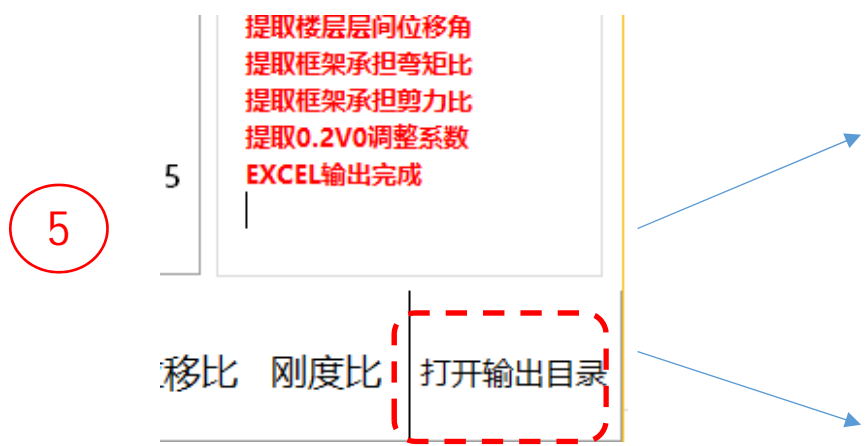 提取楼层层间位移角
提取框架承担弯矩比
提取框架承担剪力比
提取0.2V0调整系数
EXCEL输出完成
5
5
移比 刚度比 打开输出目录